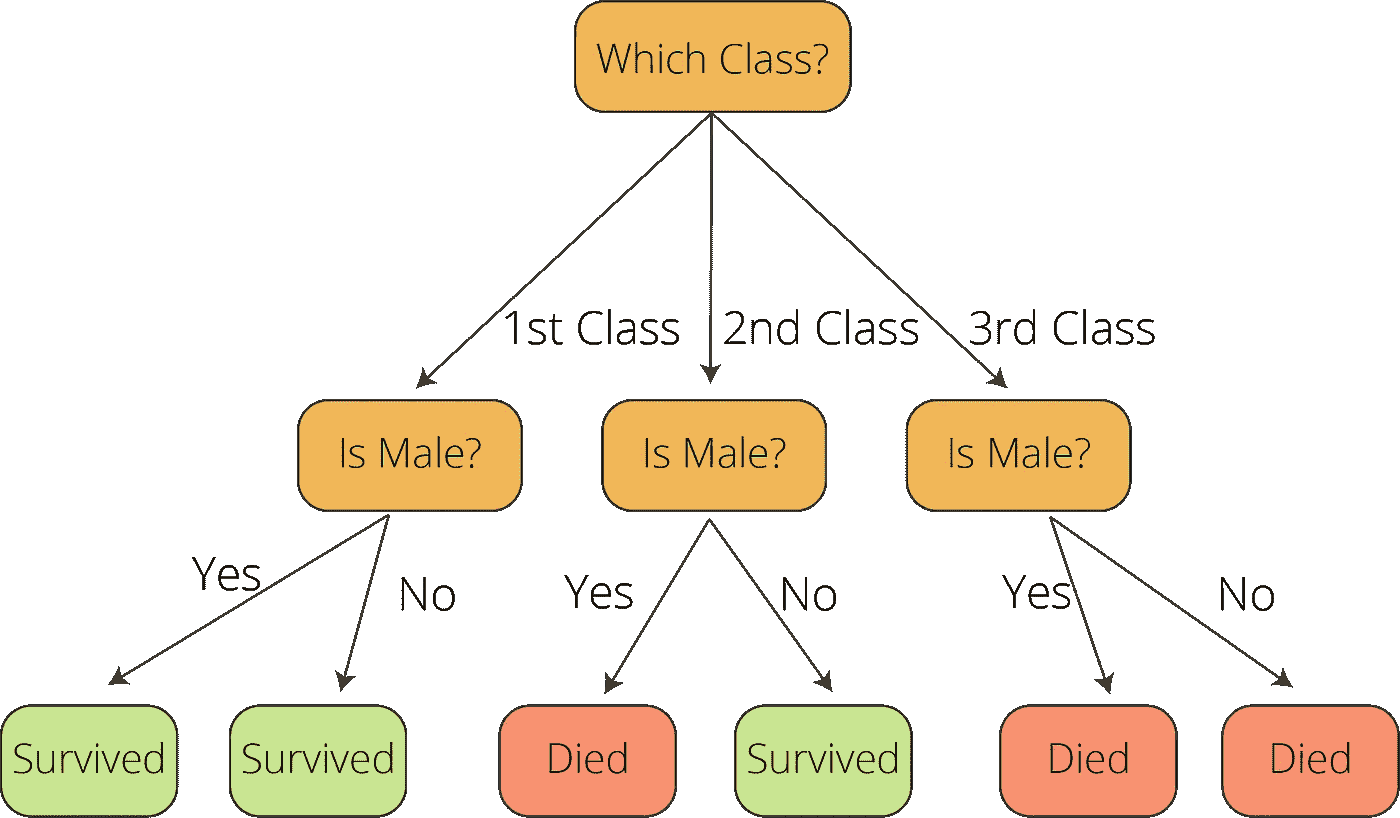 Which Class?
1st Class
2nd Class
3rd Class
Is Male?
Is Male?
Is Male?
Yes
No
Yes
No
Yes
No
Survived
Survived
Died
Survived
Died
Died